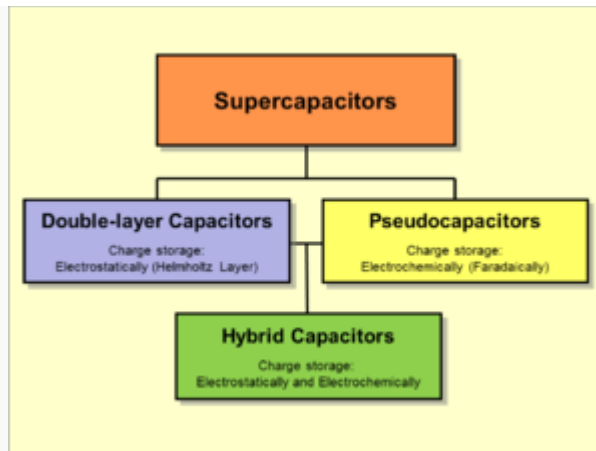 Supercapacitors
Double-layer Capacitors
Charge storage:
Electrostatically (Helmholtz Layer)
Pseudocapacitors
Charge storage:
Electrochemically (Faradaically)
Hybrid Capacitors
Charge storage:
Electrostatically and Electrochemically